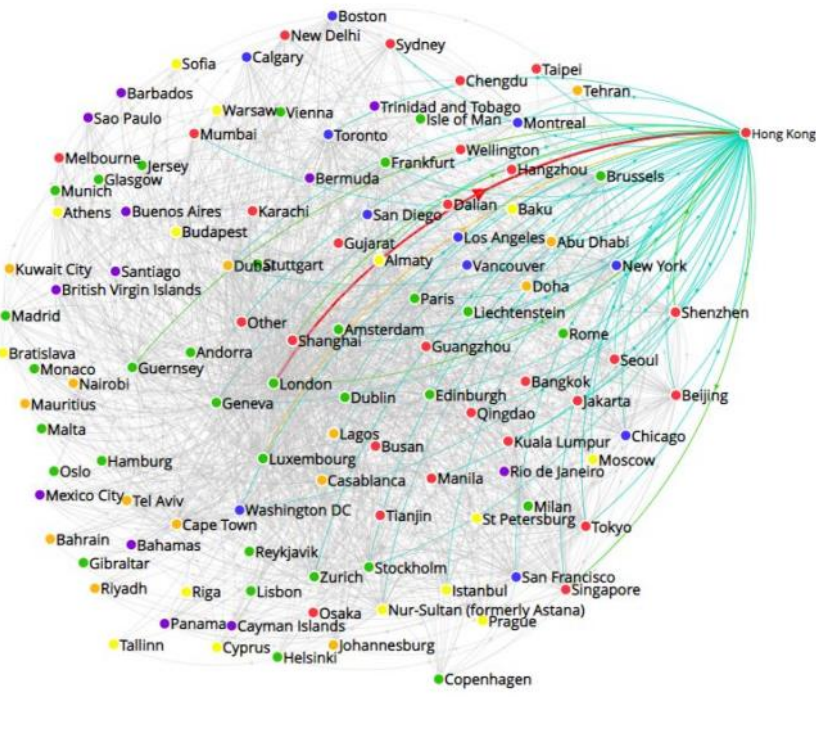 Boston
New Delhi
Sydney
Calgary
Sofia
Taipei
Chengdu
Tehran
Barbados
Trinidad and Tobago
Warsaw
Vienna
Isle of Man
Sao Paulo
Montreal
Mumbai
Toronto
Hong Kong
Wellington
Melbourne
Jersey
Frankfurt
Hangzhou
Glasgow
Bermuda
Brussels
Munich
Dalian
Athens
Buenos Aires
Karachi
San Diego
Baku
Budapest
Los Angeles
Abu Dhabi
Gujarat
Almaty
Kuwait City
Santiago
Dubai
Stuttgart
Vancouver
New York
British Virgin Islands
Doha
Paris
Madrid
Liechtenstein
Shenzhen
Other
Amsterdam
Rome
Shanghai
Guangzhou
Bratislava
Andorra
Seoul
Monaco
Guernsey
Nairobi
London
Bangkok
Mauritius
Geneva
Dublin
Edinburgh
Jakarta
Beijing
Qingdao
Malta
Lagos
Busan
Kuala Lumpur
Chicago
Hamburg
Luxembourg
Moscow
Oslo
Casablanca
Manila
Rio de Janeiro
Mexico City
Tel Aviv
Washington DC
Milan
Tianjin
St Petersburg
Cape Town
Tokyo
Bahrain
Bahamas
Reykjavik
Gibraltar
Stockholm
Zurich
San Francisco
Riyadh
Riga
Lisbon
Istanbul
Singapore
Osaka
Nur-Sultan (formerly Astana)
Panama
Cayman Islands
Prague
Tallinn
Cyprus
Johannesburg
Helsinki
Copenhagen